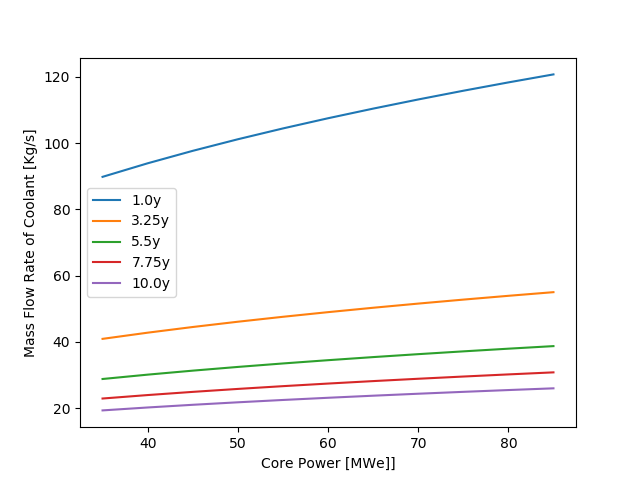 120
100
80
60
40
20
Mass Flow Rate of Coolant [Kg/s]
1.0y
3.25y
5.5y
7.75y
10.0y
40 50 60 70 80
Core Power [MWe]]